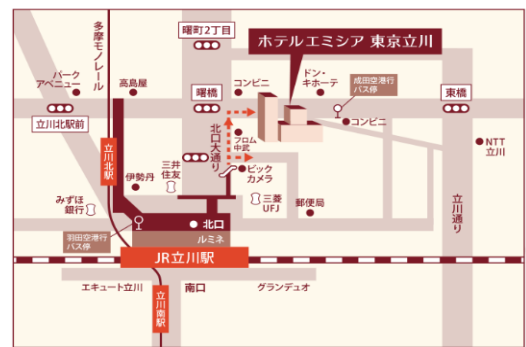 多摩モノレール
曙町2丁目
ホテルエミシア 東京立川
パーク
アベニュー
高島屋
曙橋
コンビニ
ドン・
キホーテ
成田空港行
バス停
東橋
立川北駅前
コンビニ
北口大通り
フロム
中武
立川北駅
三井
住友
伊勢丹
ビック
カメラ
NTT
立川
みずほ
銀行
三菱
UFJ
郵便局
立川通り
羽田空港行
バス停
北口
ルミネ
JR立川駅
エキュート立川
立川南駅
南口
グランデュオ